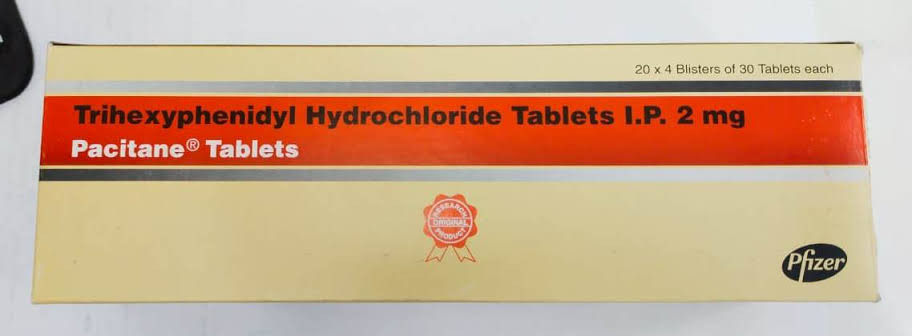 20 x 4 Blisters of 30 Tablets each
Trihexyphenidyl Hydrochloride Tablets I.P. 2 mg
Pacitane® Tablets
RESEARCH
ORIGINAL
PRODUCT
Pfizer